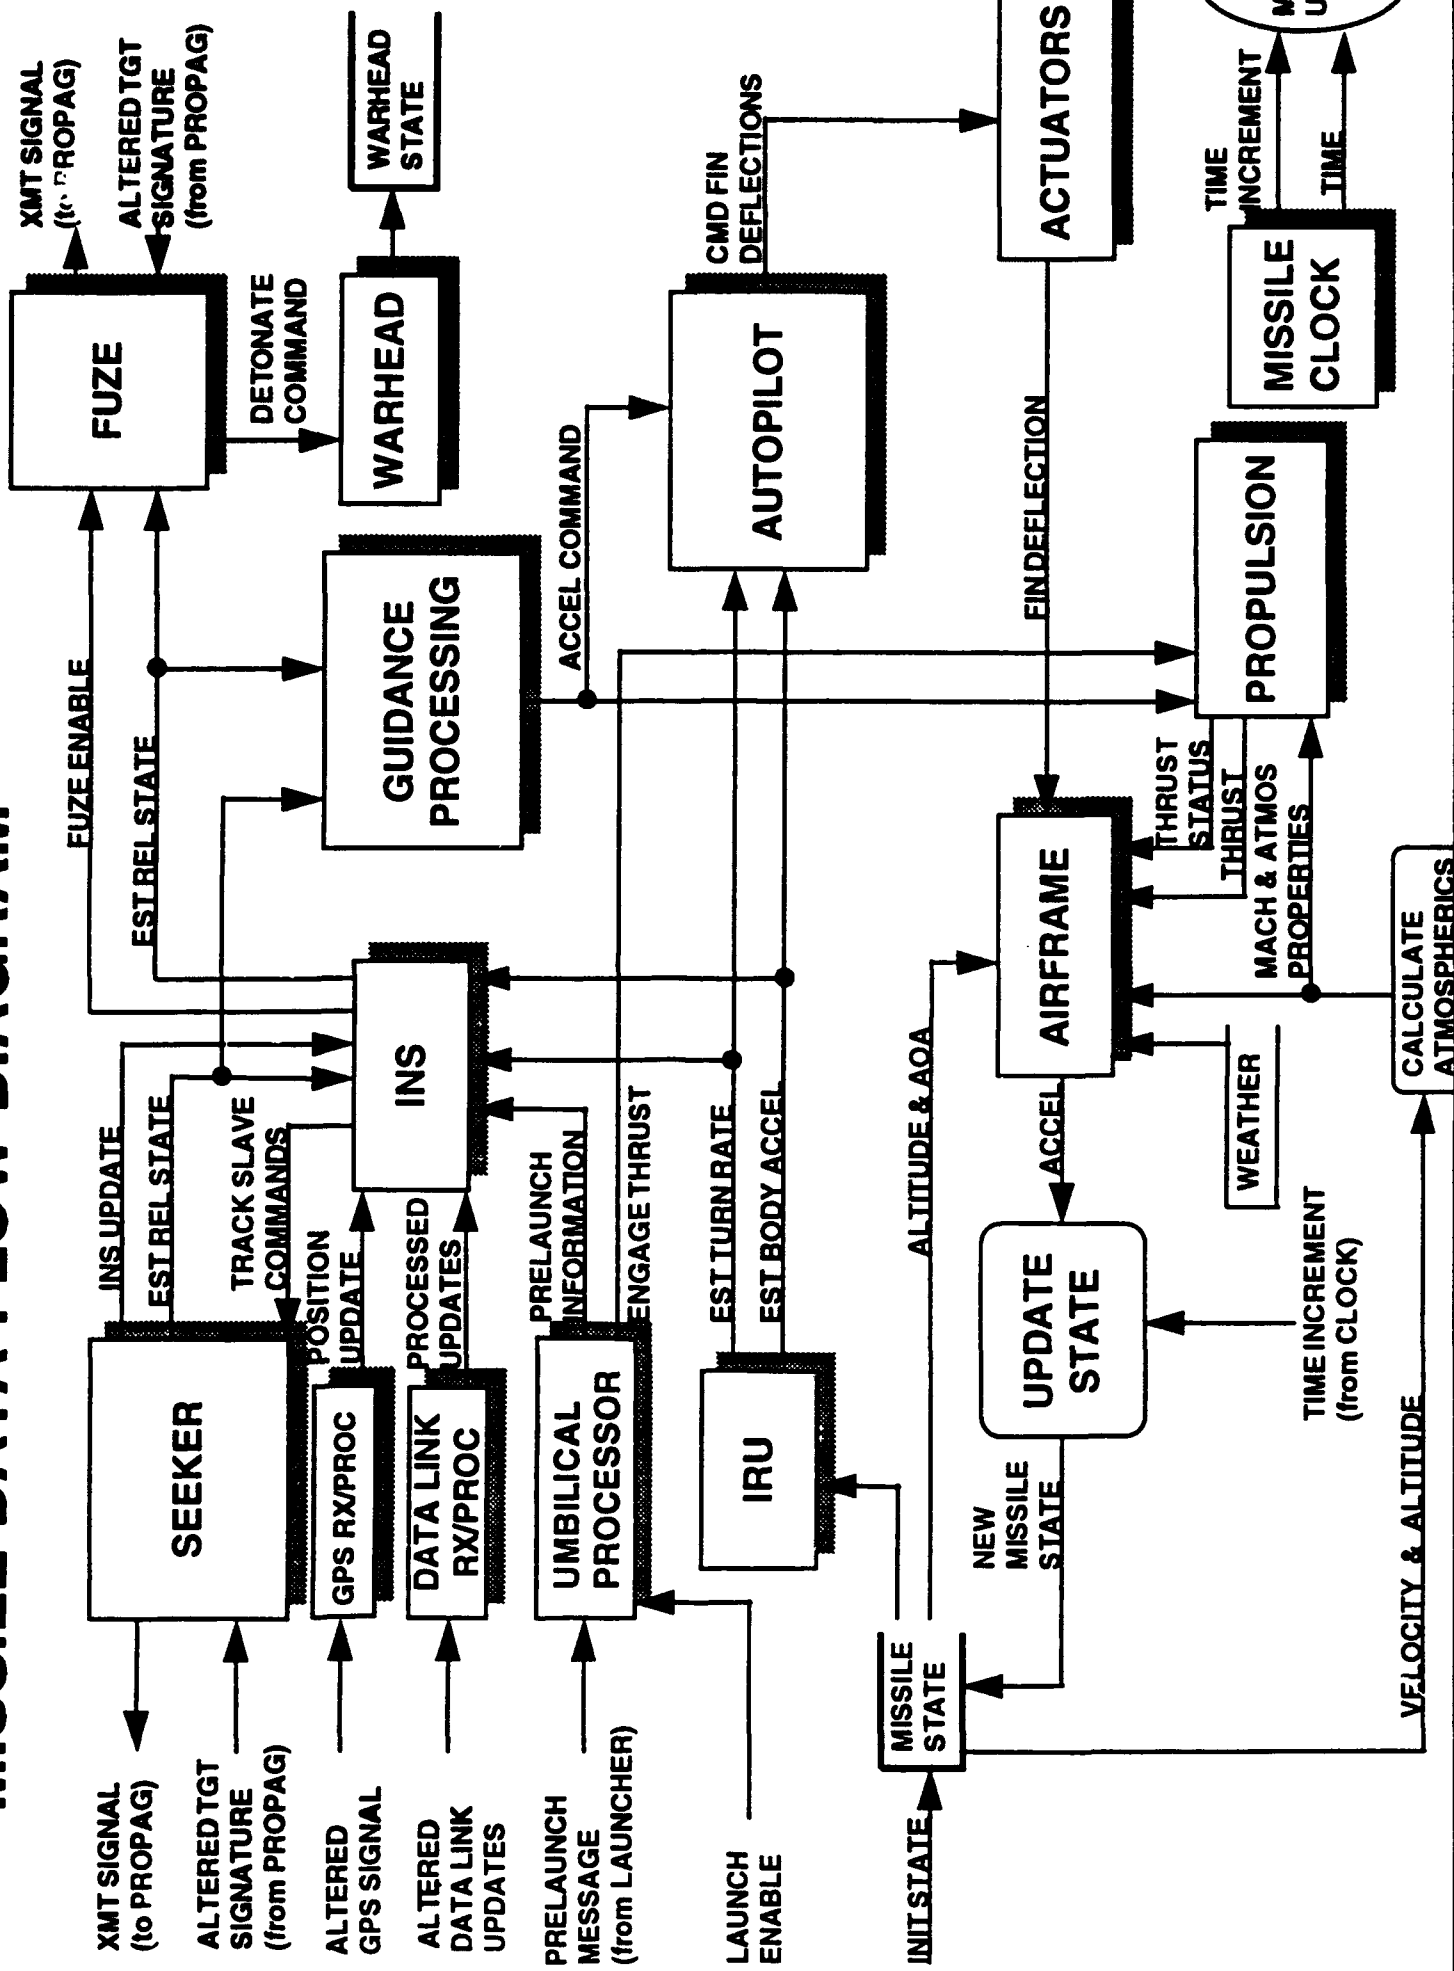 MISSILE DATA FLOW DIAGRAM
XMT SIGNAL
(to PROPAG)
ALTERED TGT
SIGNATURE
(from PROPAG)
ALTERED
GPS SIGNAL
ALTERED
DATA LINK
UPDATES
PRELAUNCH
MESSAGE
(from LAUNCHER)
LAUNCH
ENABLE
INIT STATE
SEEKER
GPS RX/PROC
DATA LINK
RX/PROC
UMBILICAL
PROCESSOR
IRU
MISSILE
STATE
INS UPDATE
EST REL STATE
TRACK SLAVE
COMMANDS
POSITION
UPDATE
PROCESSED
UPDATES
PRELAUNCH
INFORMATION
ENGAGE THRUST
EST TURN RATE
EST BODY ACCEL
ALTITUDE & AOA
NEW
MISSILE
STATE
UPDATE
STATE
TIME INCREMENT
(from CLOCK)
VELOCITY & ALTITUDE
INS
ACCEL
AIRFRAME
WEATHER
CALCULATE
ATMOSPHERICS
FUZE ENABLE
EST REL STATE
GUIDANCE
PROCESSING
ACCEL COMMAND
FIN DEFLECTION
THRUST
STATUS
THRUST
MACH & ATMOS
PROPERTIES
PROPULSION
FUZE
DETONATE
COMMAND
WARHEAD
AUTOPILOT
MISSILE
CLOCK
XMT SIGNAL
(to PROPAG)
ALTERED TGT
SIGNATURE
(from PROPAG)
WARHEAD
STATE
CMD FIN
DEFLECTIONS
ACTUATORS
TIME
INCREMENT
TIME
M
U